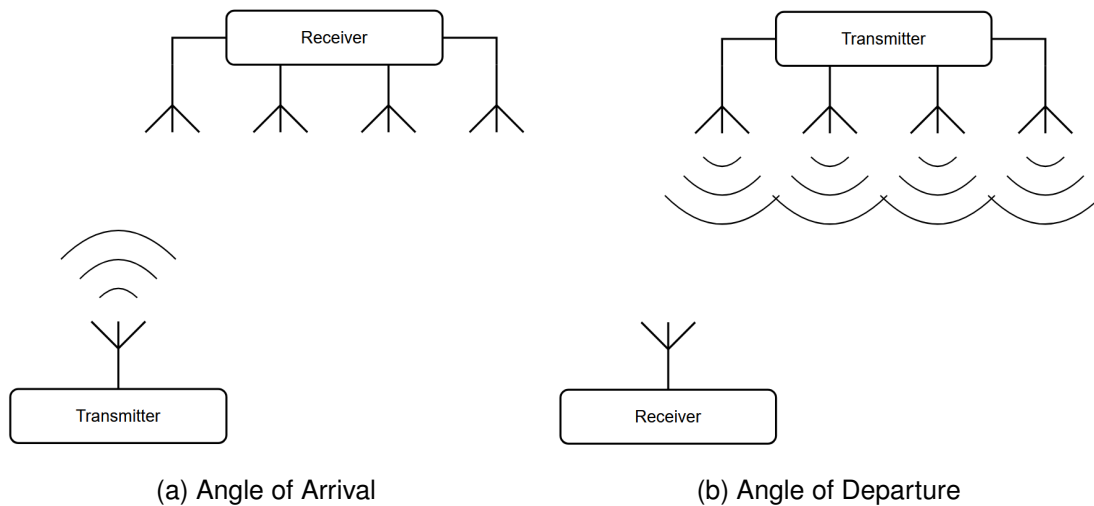 Receiver
Transmitter
(a) Angle of Arrival
Transmitter
Receiver
(b) Angle of Departure